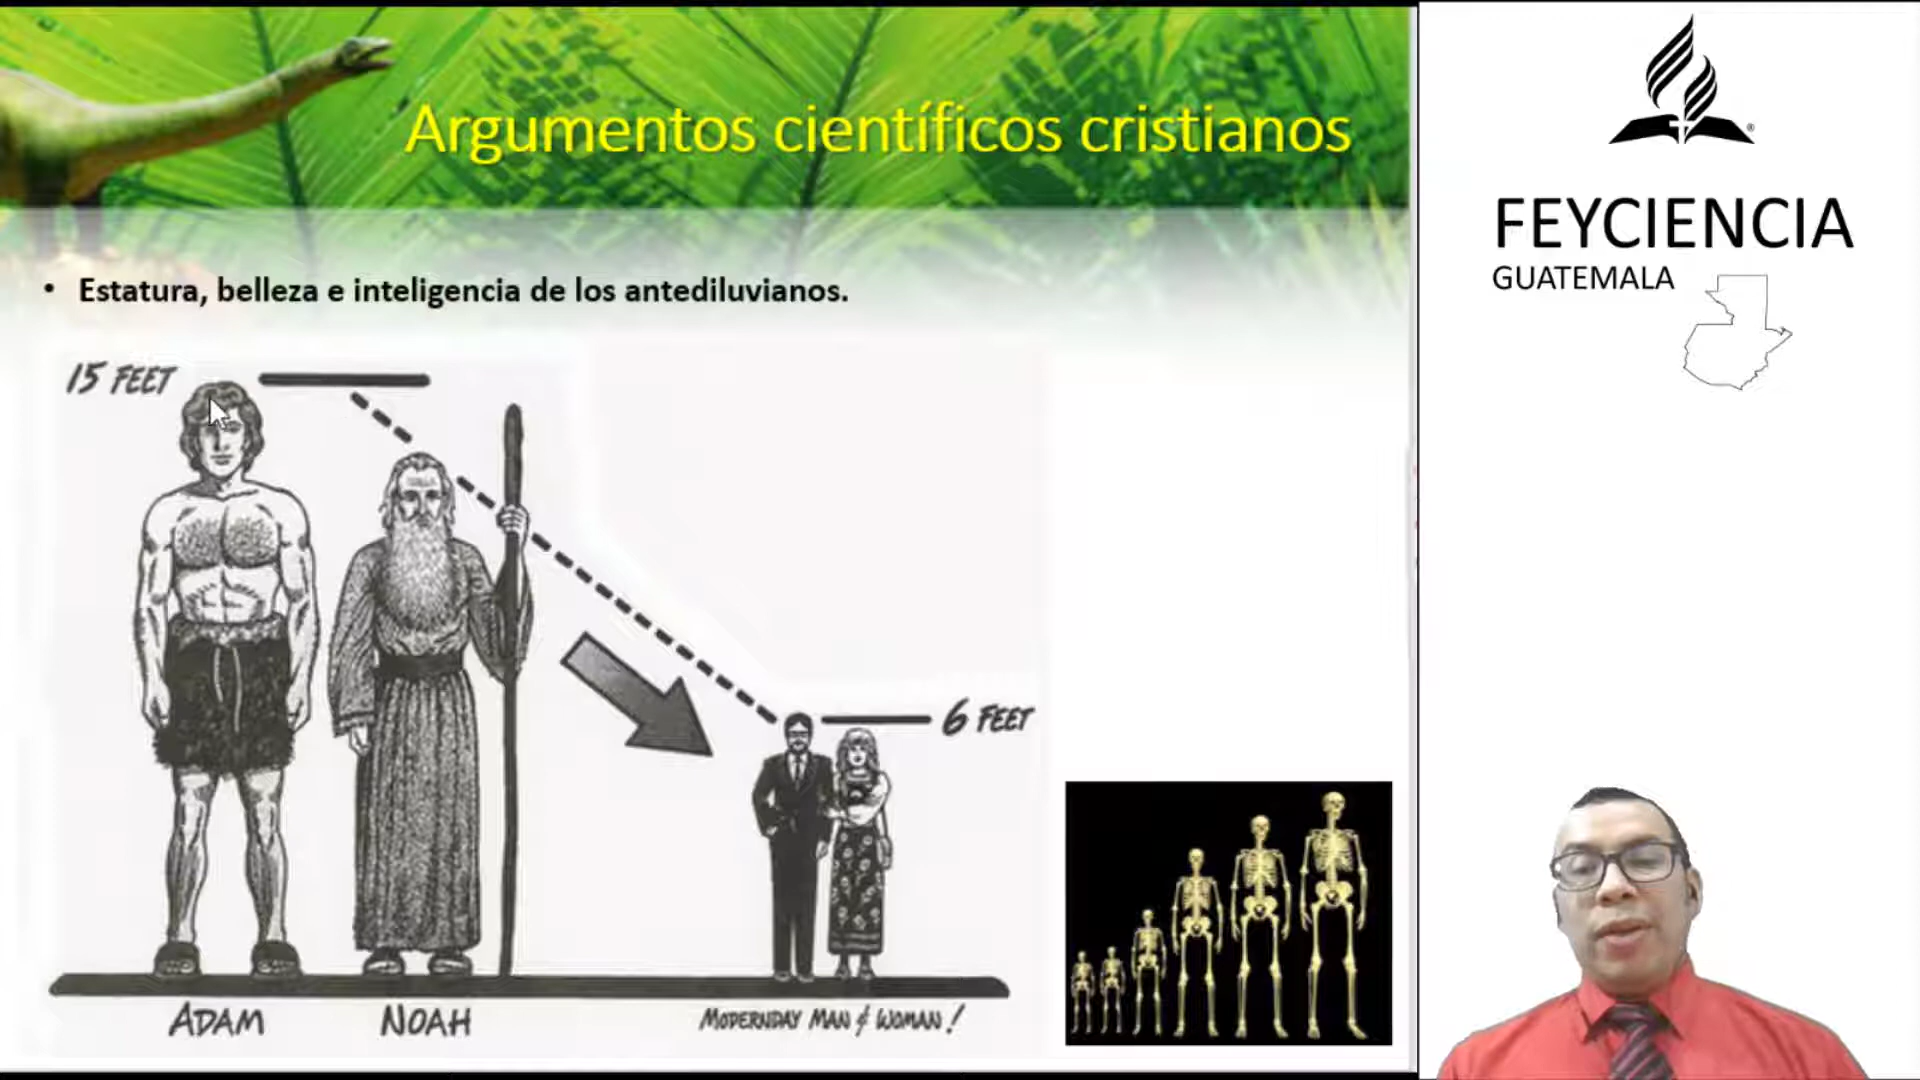 Argumentos científicos cristianos
• Estatura, belleza e inteligencia de los antediluvianos.
15 FEET
6 FEET
ADAM
NOAH
MODERNDAY MAN & WOMAN!
®
FEYCIENCIA
GUATEMALA